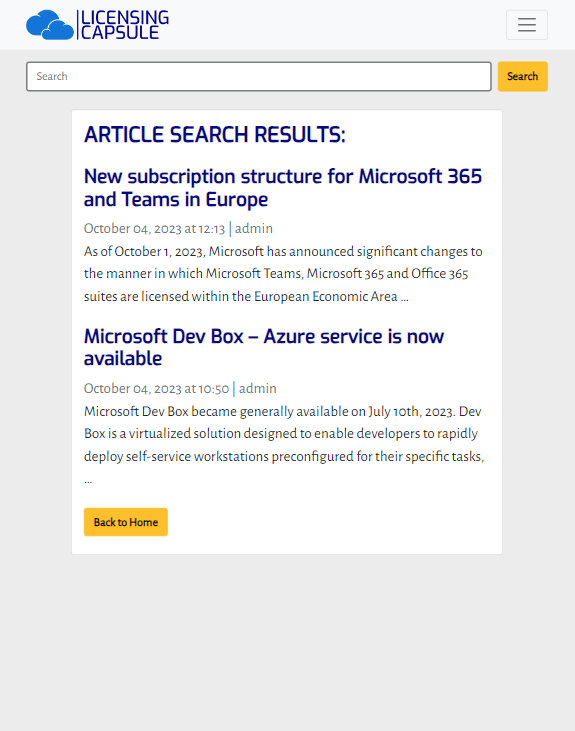 LICENSING
CAPSULE
Search
Search
ARTICLE SEARCH RESULTS:
New subscription structure for Microsoft 365
and Teams in Europe
October 04, 2023 at 12:13 | admin
As of October 1, 2023, Microsoft has announced significant changes to
the manner in which Microsoft Teams, Microsoft 365 and Office 365
suites are licensed within the European Economic Area ...
Microsoft Dev Box – Azure service is now
available
October 04, 2023 at 10:50 | admin
Microsoft Dev Box became generally available on July 10th, 2023. Dev
Box is a virtualized solution designed to enable developers to rapidly
deploy self-service workstations preconfigured for their specific tasks,
...
Back to Home